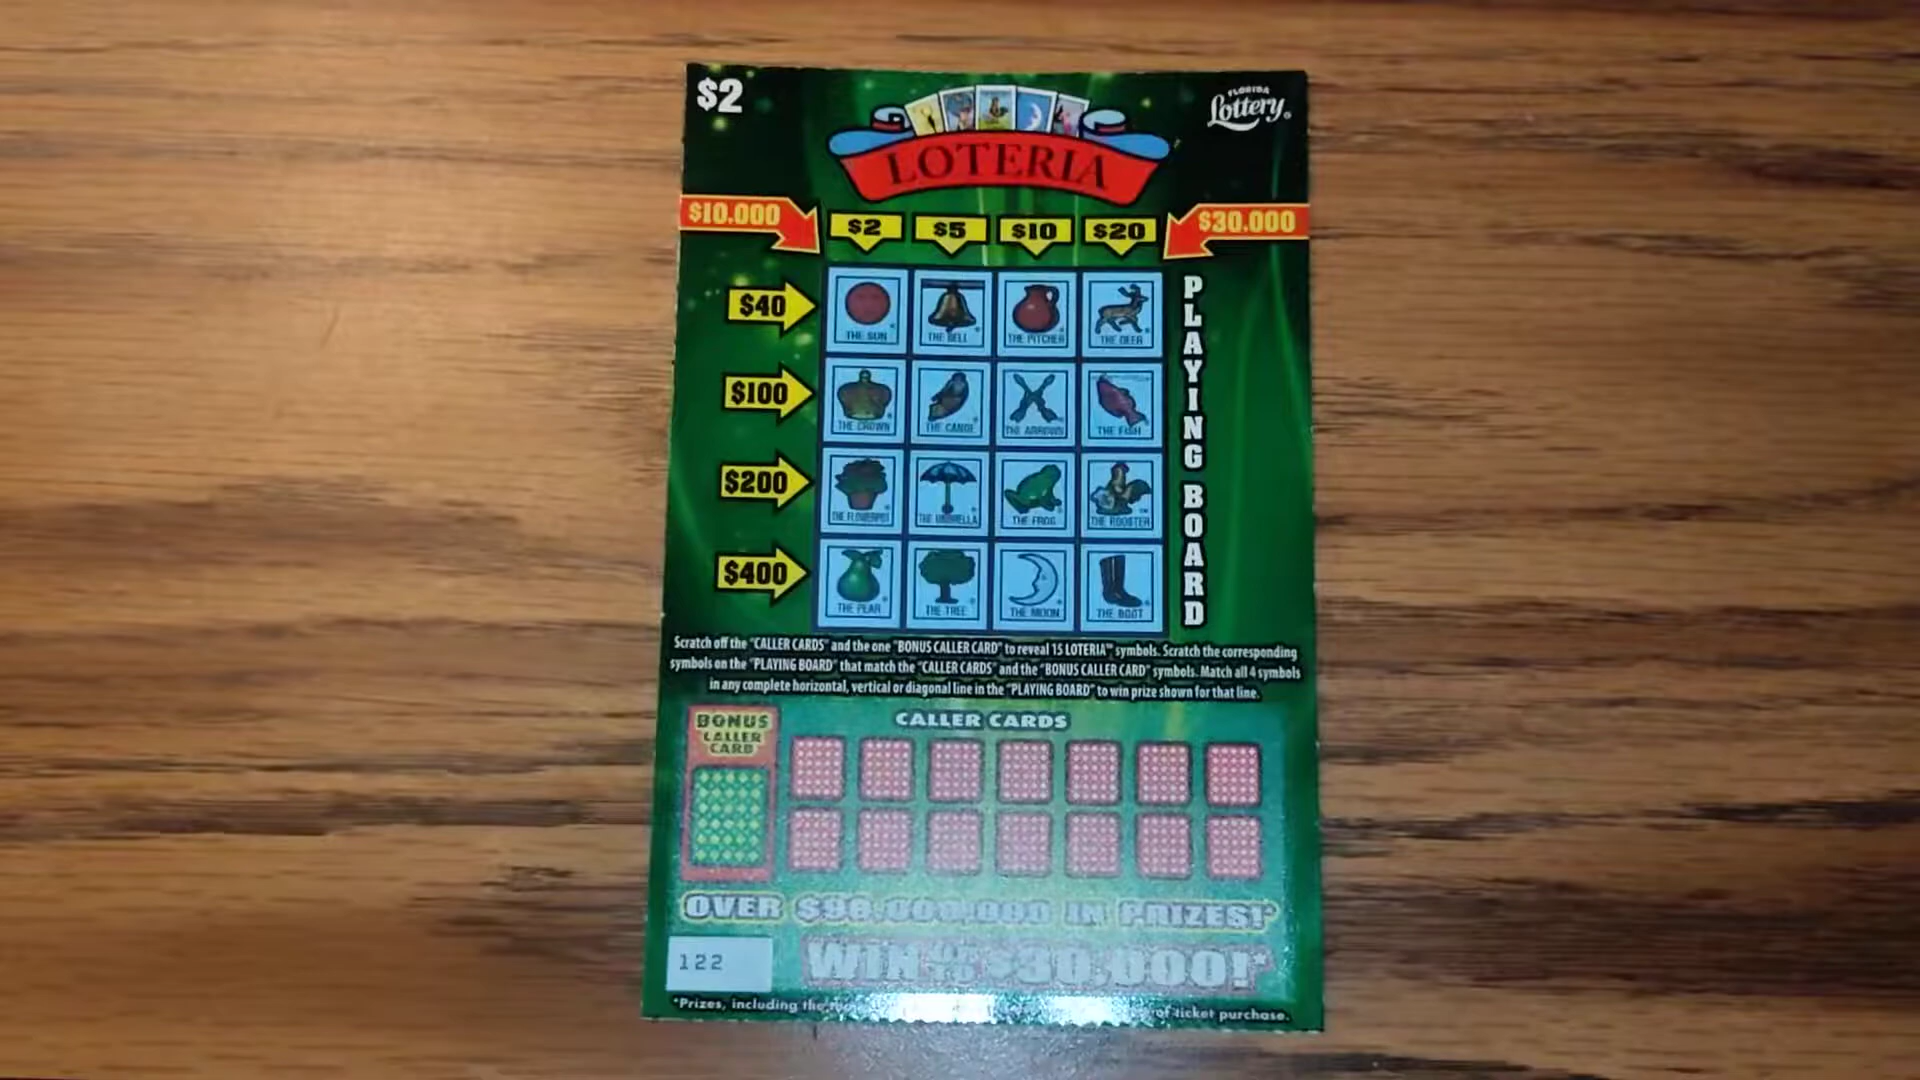 $2
FLORIDA
Lottery
LOTERIA
$10.000
$2 $5 $10 $20
$30.000
$40
THE SUN THE BELL THE PITCHER THE DEER
$100
THE CROWN THE CANOE THE ARROWS THE FISH
$200
THE FLOWERPOT THE UMBRELLA THE FROG THE ROOSTER
$400
THE PEAR THE TREE THE MOON THE BOOT
PLAYING BOARD
Scratch off the "CALLER CARDS" and the one "BONUS CALLER CARD" to reveal 15 LOTERIA™ symbols. Scratch the corresponding
symbols on the "PLAYING BOARD" that match the "CALLER CARDS" and the "BONUS CALLER CARD" symbols. Match all 4 symbols
in any complete horizontal, vertical or diagonal line in the "PLAYING BOARD" to win prize shown for that line.
BONUS
CALLER
CARD
CALLER CARDS
OVER IN PRIZES!*
122
WIN UP TO $30,000!*
*Prizes, including the of ticket purchase.